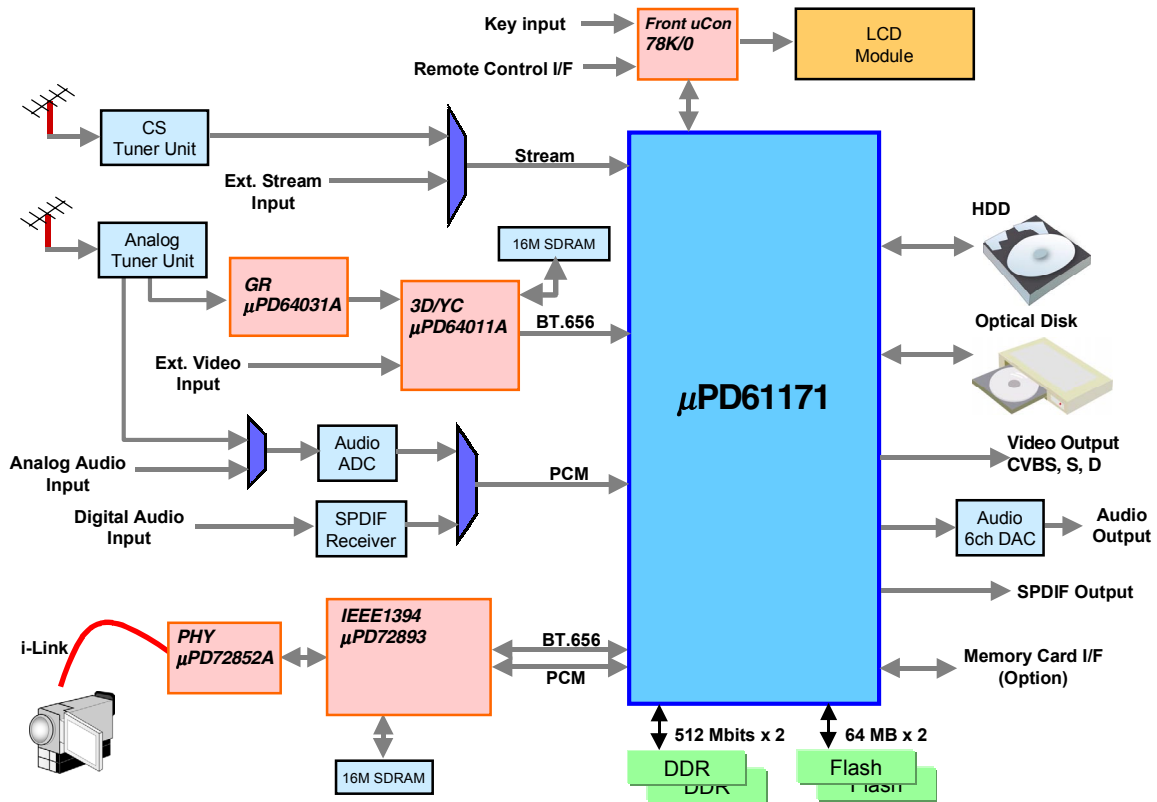 Key input
Front uCon
78K/0
LCD
Module
Remote Control I/F
CS
Tuner Unit
Stream
Ext. Stream
Input
Analog
Tuner Unit
16M SDRAM
HDD
GR
µPD64031A
3D/YC
µPD64011A
BT.656
Optical Disk
Ext. Video
Input
µPD61171
Audio
ADC
Analog Audio
Input
PCM
Video Output
CVBS, S, D
Digital Audio
Input
SPDIF
Receiver
Audio
6ch DAC
Audio
Output
SPDIF Output
IEEE1394
µPD72893
i-Link
PHY
µPD72852A
BT.656
PCM
Memory Card I/F
(Option)
16M SDRAM
512 Mbits x 2
64 MB x 2
DDR
DDR
Flash
Flash